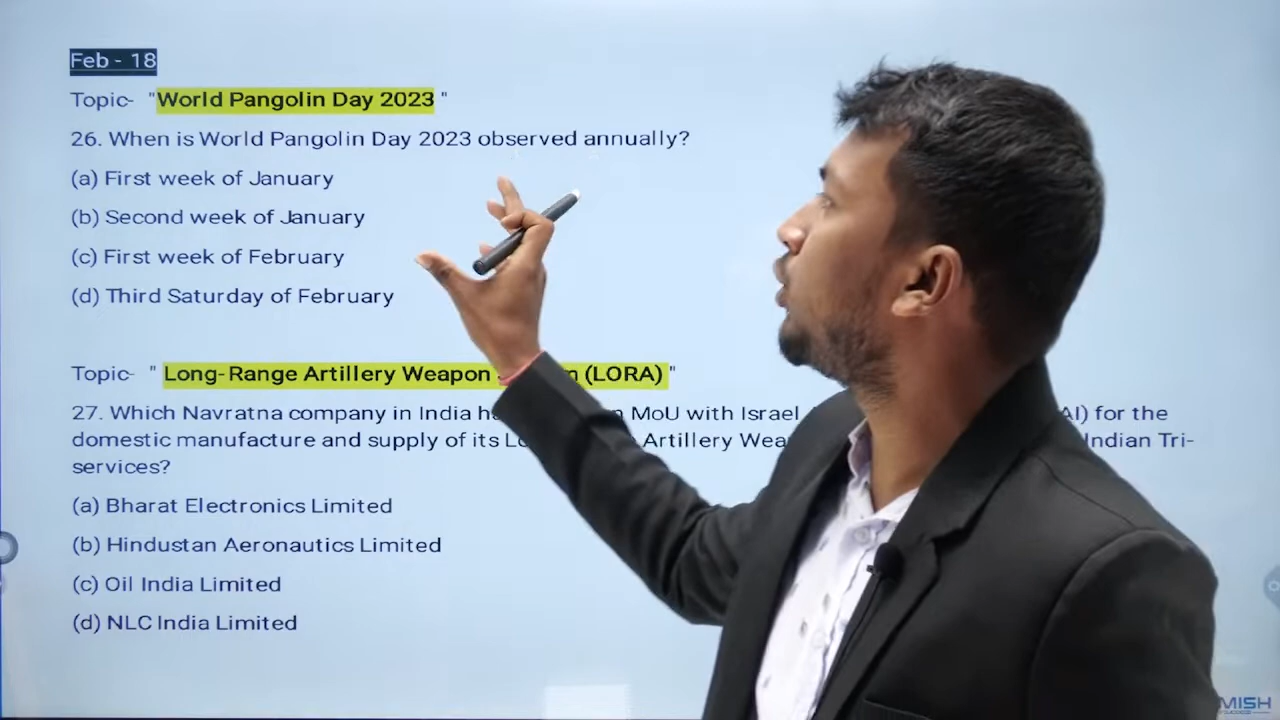 Feb - 18
Topic- "World Pangolin Day 2023 "
26. When is World Pangolin Day 2023 observed annually?
(a) First week of January
(b) Second week of January
(c) First week of February
(d) Third Saturday of February
Topic- " Long-Range Artillery Weapon (LORA) "
27. Which Navratna company in India MoU with Israel for the
domestic manufacture and supply of its Artillery Indian Tri-
services?
(a) Bharat Electronics Limited
(b) Hindustan Aeronautics Limited
(c) Oil India Limited
(d) NLC India Limited
MISH